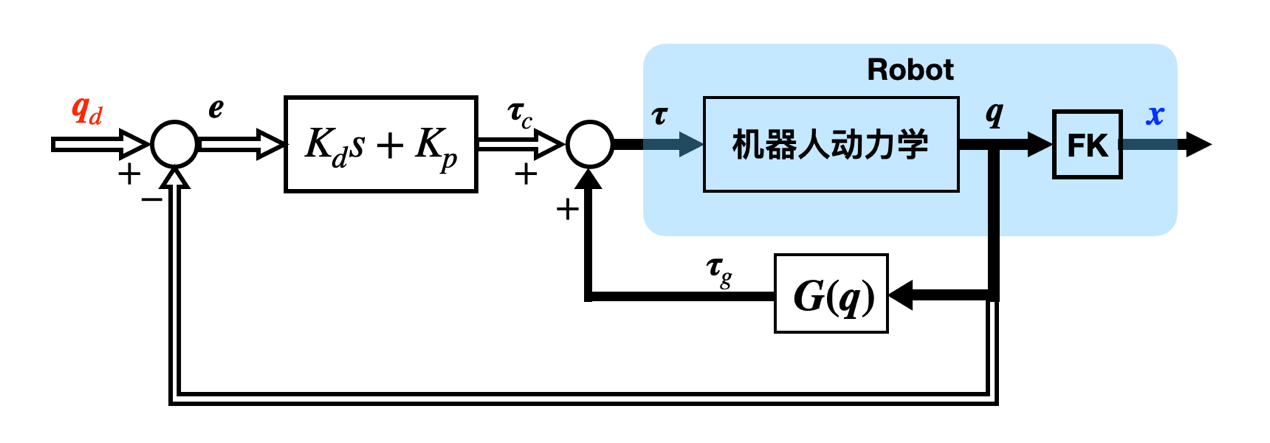 Robot
q_d
e
K_d s + K_p
τ_c
τ
机器人动力学
q
FK
x
+
−
+
+
τ_g
G(q)